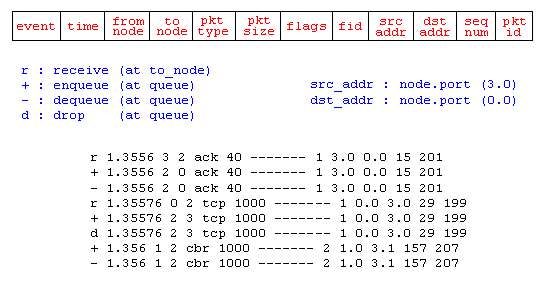 event time from node to node pkt type pkt size flags fid src addr dst addr seq num pkt id
r : receive (at to_node)
+ : enqueue (at queue)
- : dequeue (at queue)
d : drop (at queue)
src_addr : node.port (3.0)
dst_addr : node.port (0.0)
r 1.3556 3 2 ack 40 ------- 1 3.0 0.0 15 201
+ 1.3556 2 0 ack 40 ------- 1 3.0 0.0 15 201
- 1.3556 2 0 ack 40 ------- 1 3.0 0.0 15 201
r 1.35576 0 2 tcp 1000 ------- 1 0.0 3.0 29 199
+ 1.35576 2 3 tcp 1000 ------- 1 0.0 3.0 29 199
d 1.35576 2 3 tcp 1000 ------- 1 0.0 3.0 29 199
+ 1.356 1 2 cbr 1000 ------- 2 1.0 3.1 157 207
- 1.356 1 2 cbr 1000 ------- 2 1.0 3.1 157 207